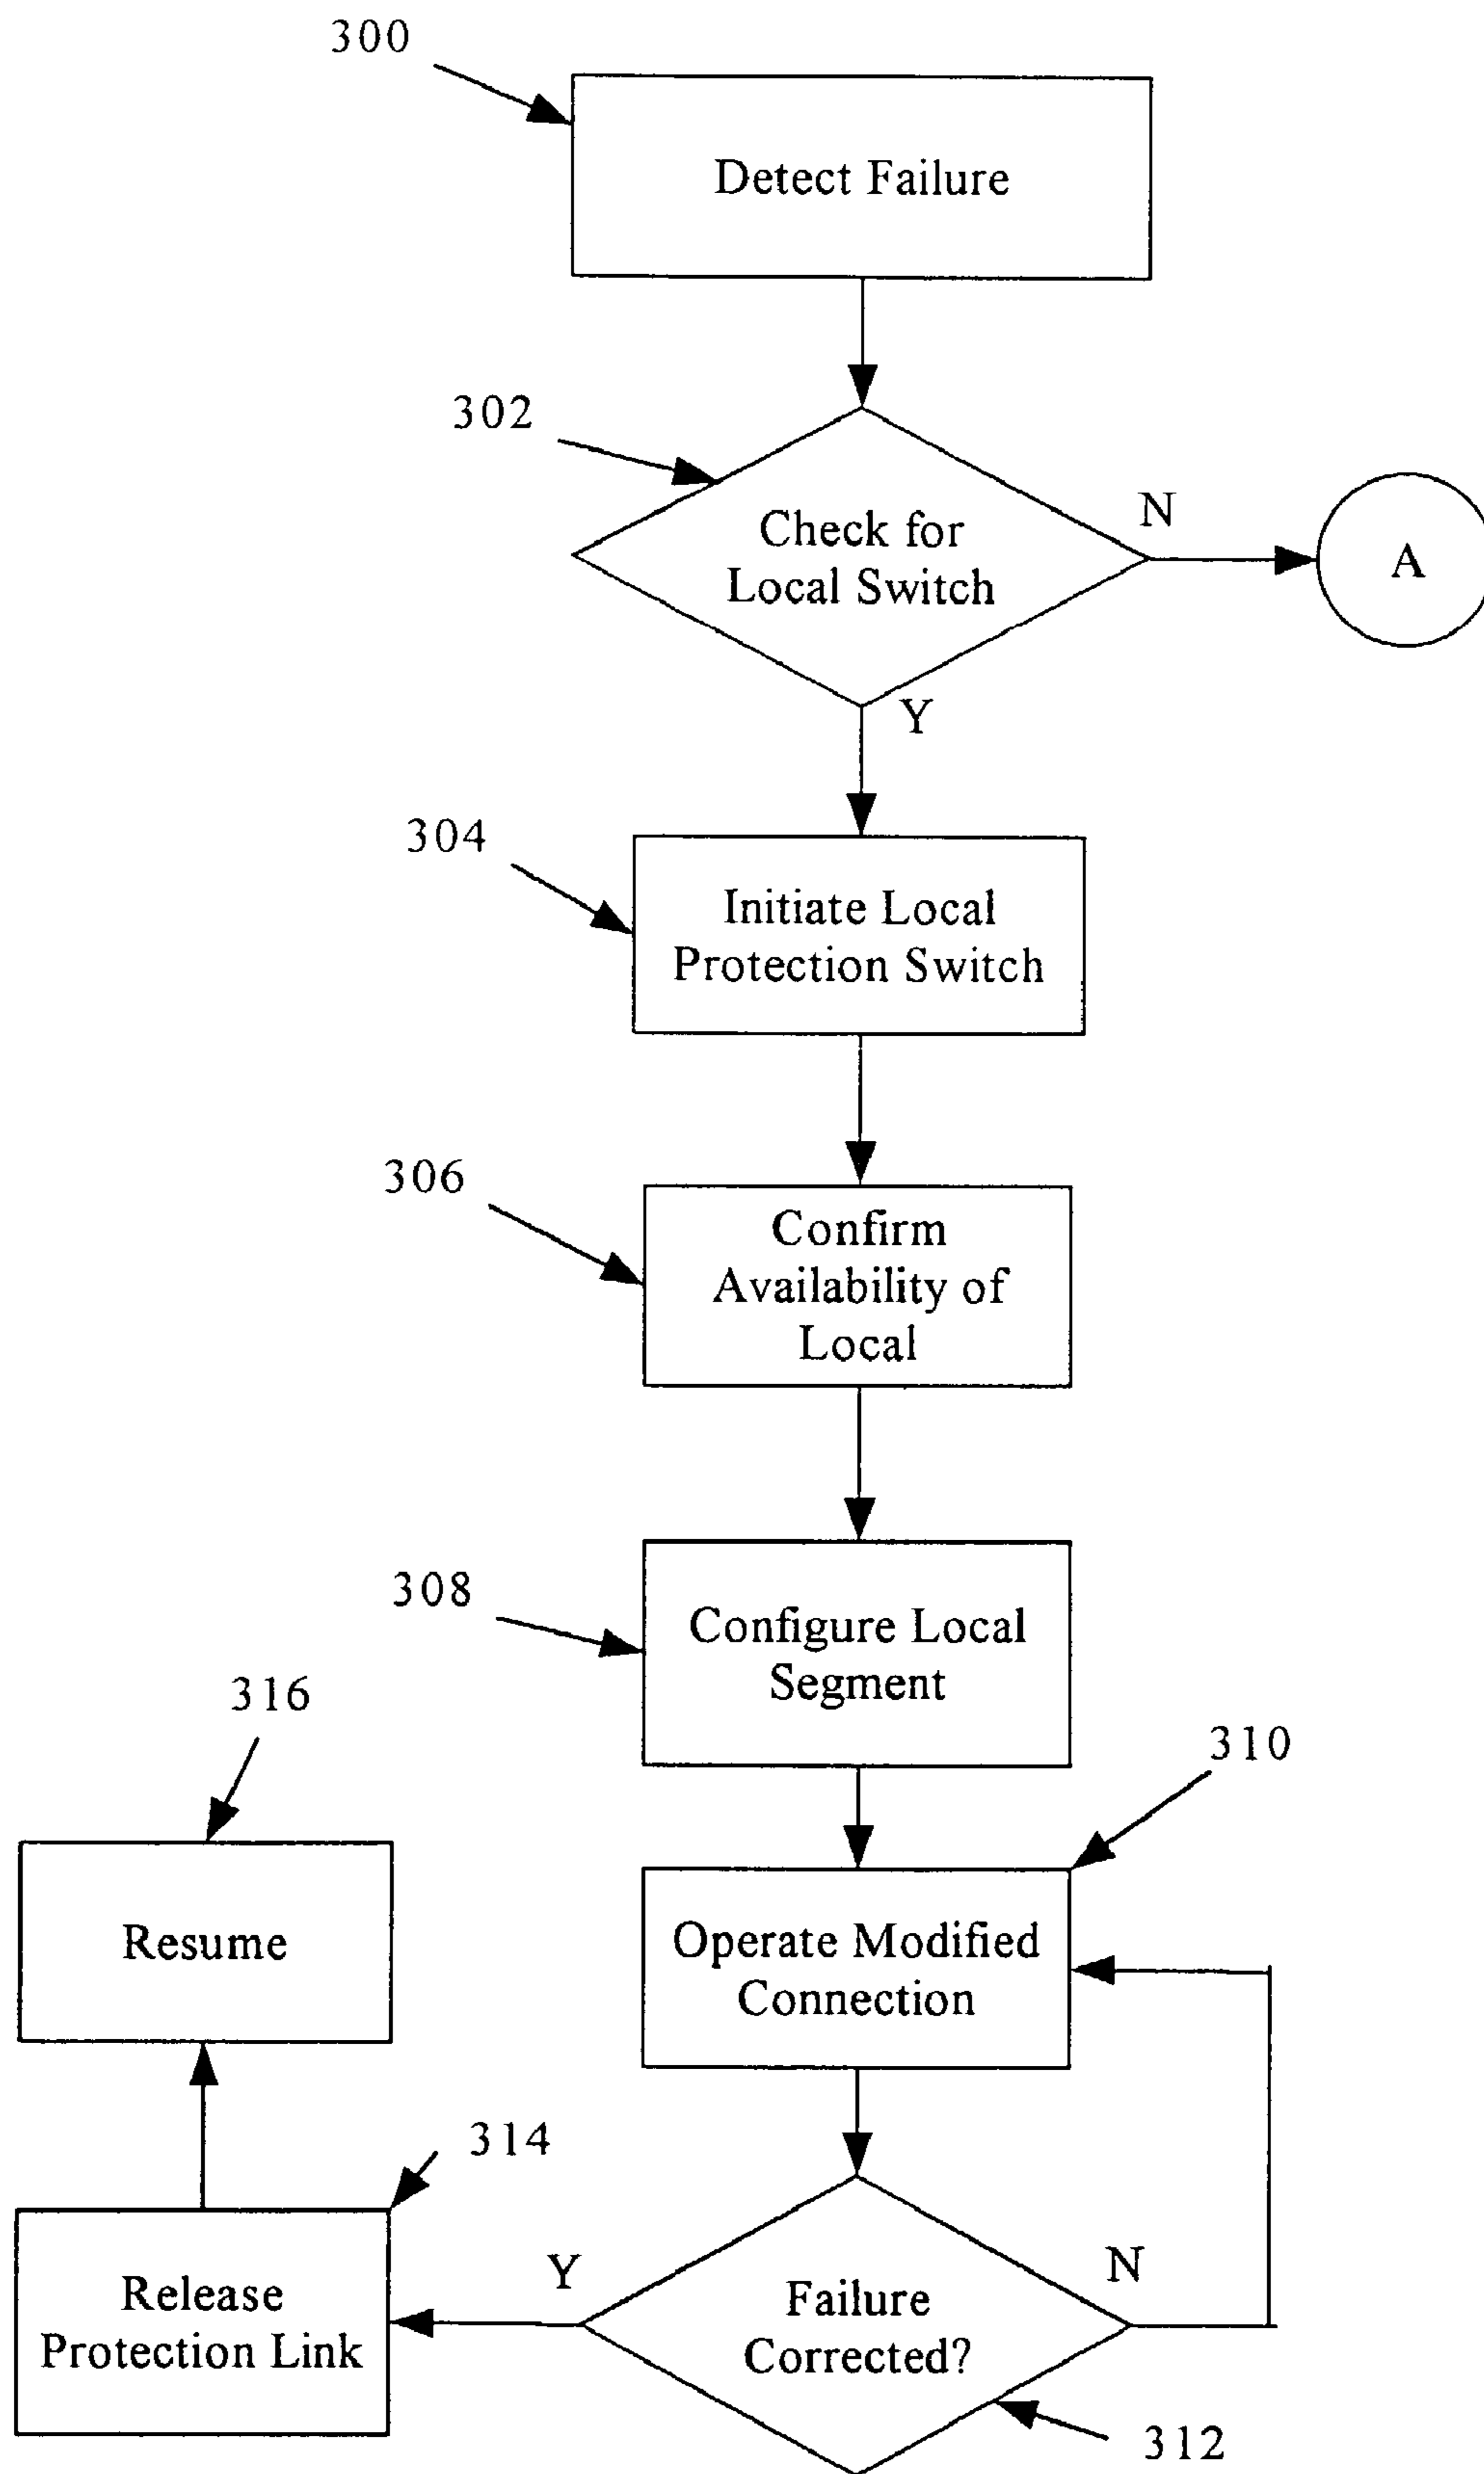 300
Detect Failure
302
Check for
Local Switch
N
A
Y
304
Initiate Local
Protection Switch
306
Confirm
Availability of
Local
308
Configure Local
Segment
316
310
Resume
Operate Modified
Connection
314
Release
Protection Link
Y
Failure
Corrected?
N
312